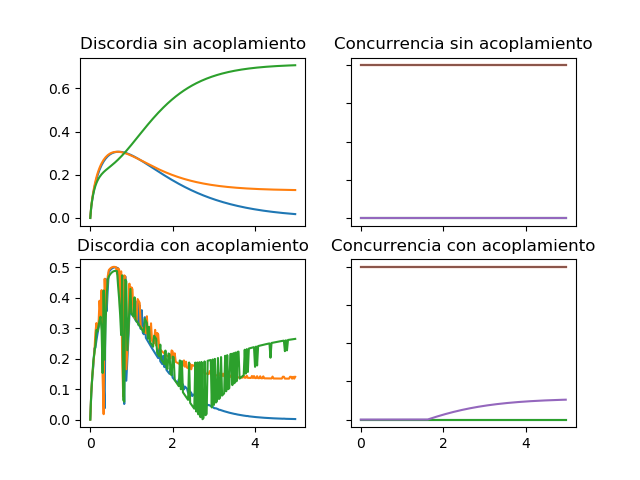 Discordia sin acoplamiento
Concurrencia sin acoplamiento
0.6
0.4
0.2
0.0
Discordia con acoplamiento
Concurrencia con acoplamiento
0.5
0.4
0.3
0.2
0.1
0.0
0 2 4
0 2 4